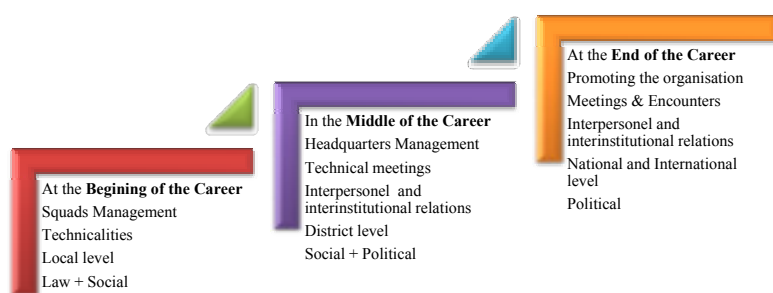 At the Begining of the Career
Squads Management
Technicalities
Local level
Law + Social
In the Middle of the Career
Headquarters Management
Technical meetings
Interpersonel and
interinstitutional relations
District level
Social + Political
At the End of the Career
Promoting the organisation
Meetings & Encounters
Interpersonel and
interinstitutional relations
National and International
level
Political